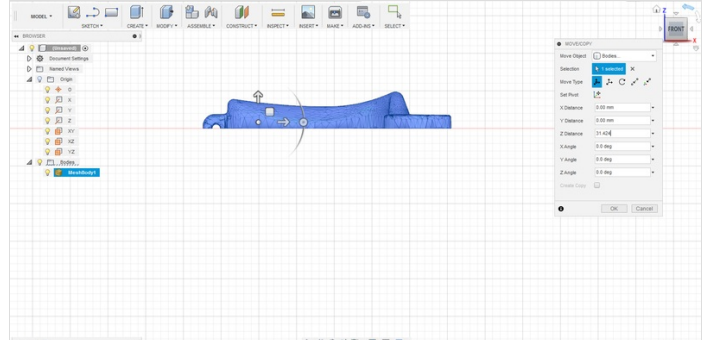 MODEL
SKETCH
CREATE
MODIFY
ASSEMBLE
CONSTRUCT
INSPECT
INSERT
MAKE
ADD-INS
SELECT
BROWSER
(Unsaved)
Document Settings
Named Views
Origin
O
X
Y
Z
XY
XZ
YZ
Bodies
MeshBody1
Z
FRONT
X
MOVE/COPY
Move Object Bodies
Selection 1 selected
Move Type
Set Pivot
X Distance 0.00 mm
Y Distance 0.00 mm
Z Distance 31.424
X Angle 0.0 deg
Y Angle 0.0 deg
Z Angle 0.0 deg
Create Copy
OK Cancel